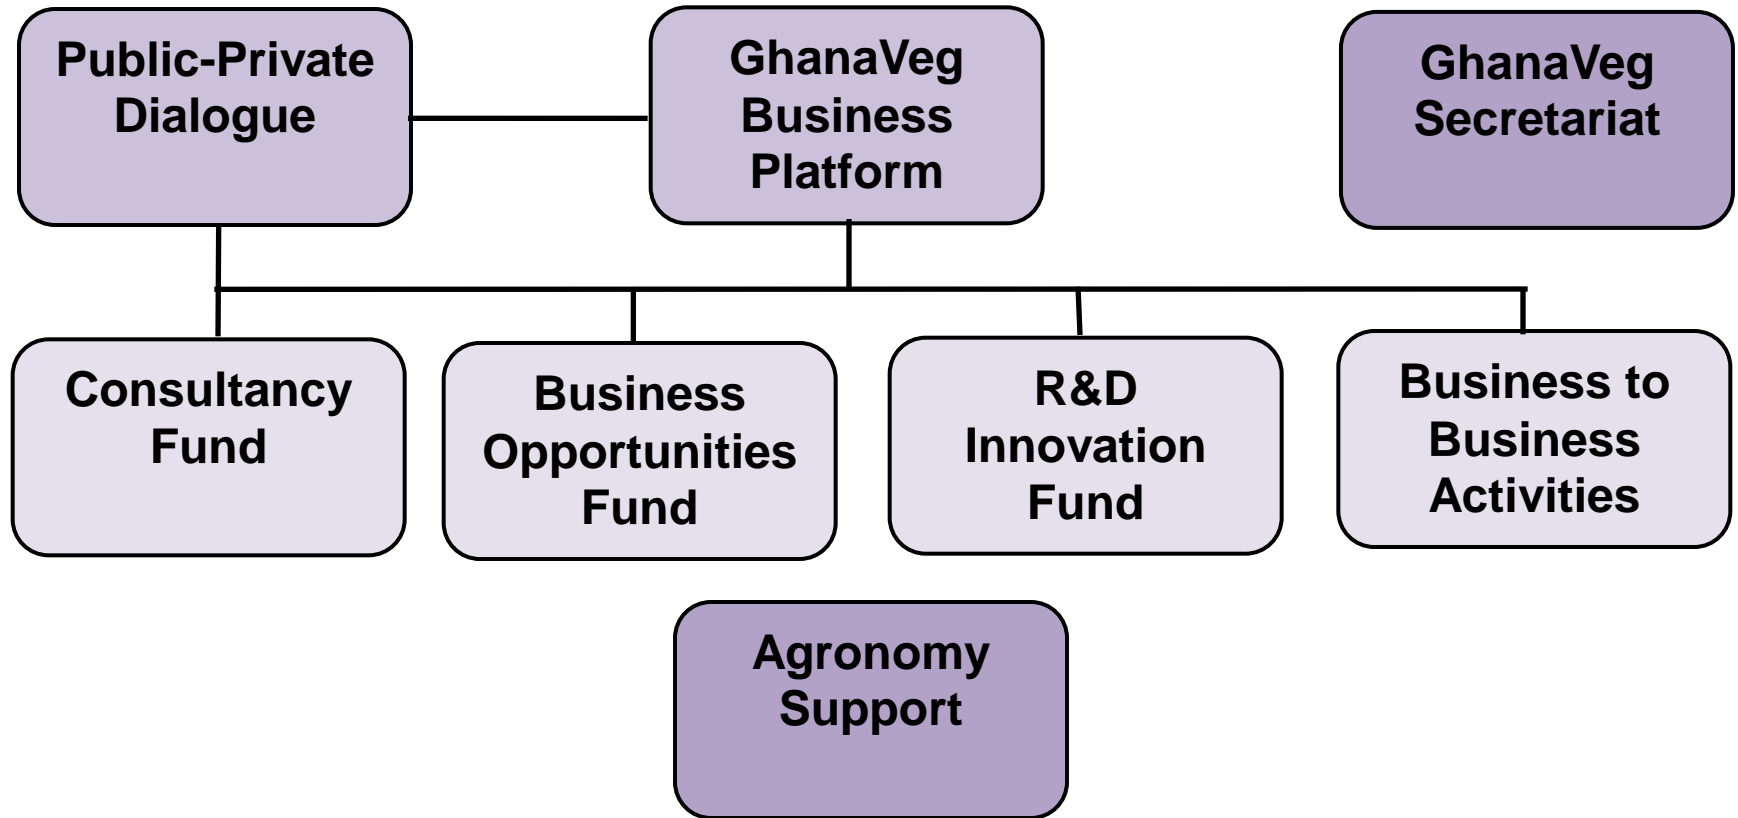 Public-Private
Dialogue
GhanaVeg
Business
Platform
GhanaVeg
Secretariat
Consultancy
Fund
Business
Opportunities
Fund
R&D
Innovation
Fund
Business to
Business
Activities
Agronomy
Support